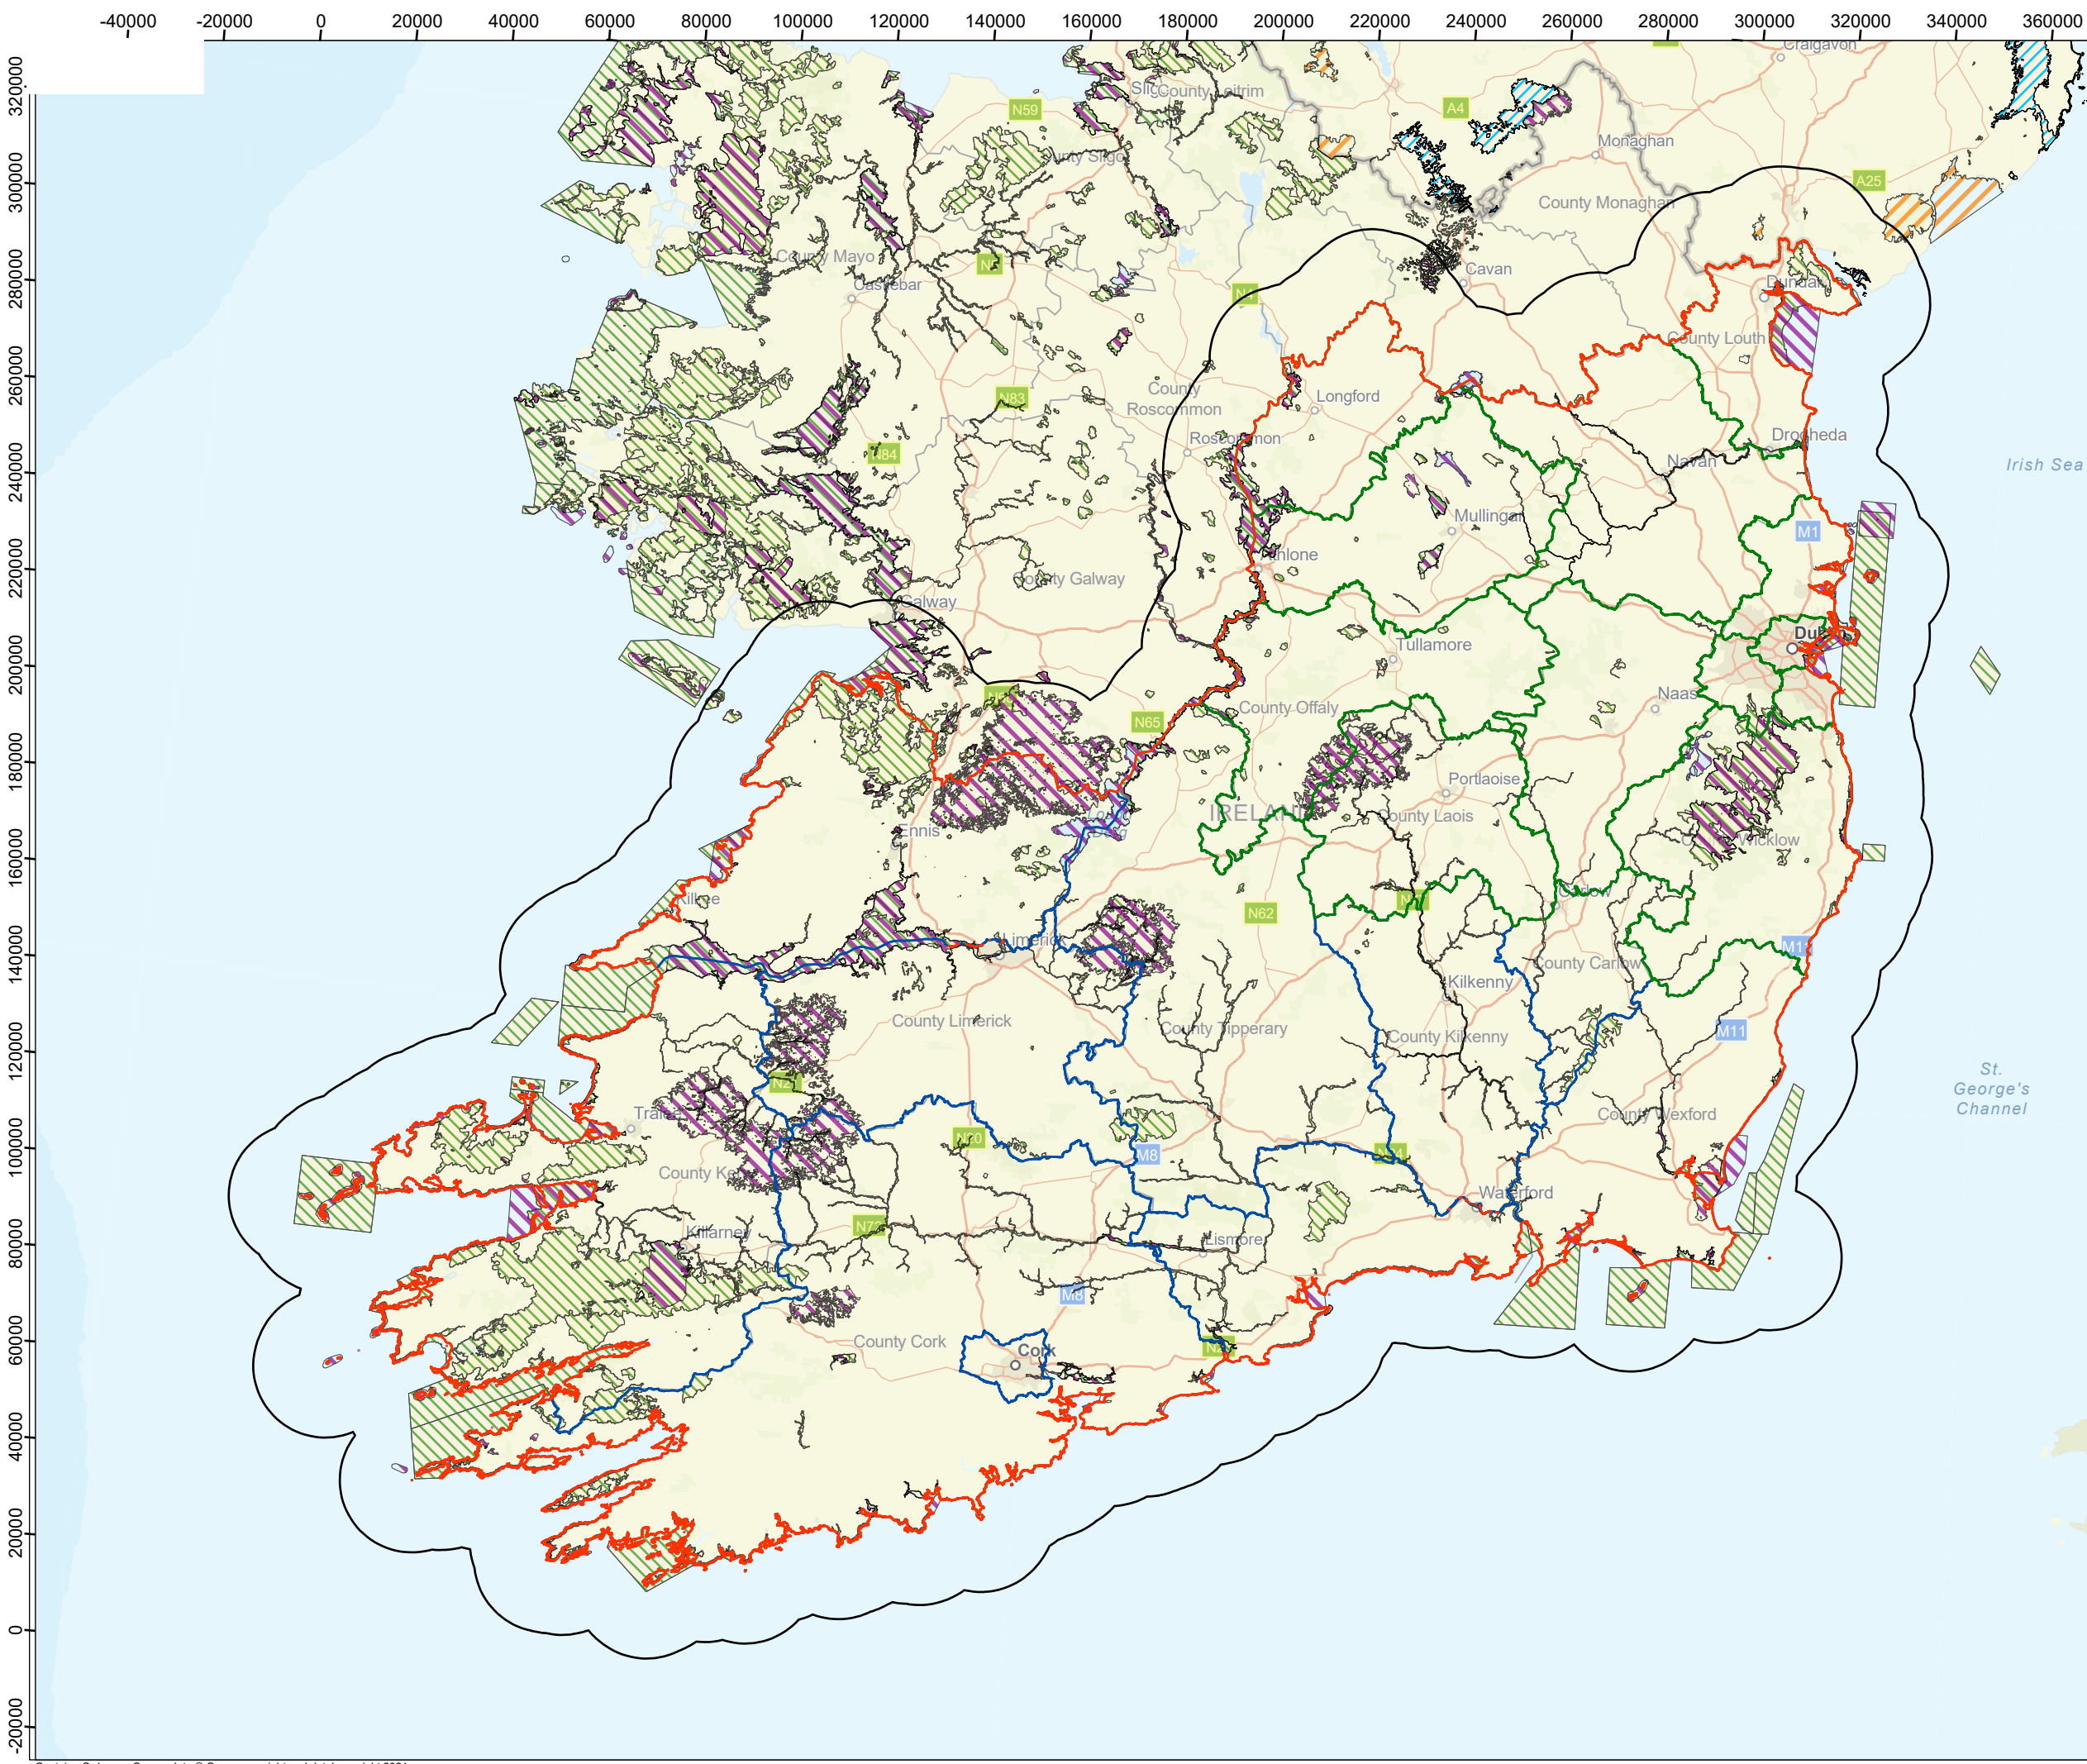 -40000 -20000 0 20000 40000 60000 80000 100000 120000 140000 160000 180000 200000 220000 240000 260000 280000 300000 320000 340000 360000
320000
300000
280000
260000
240000
220000
200000
180000
160000
140000
120000
100000
80000
60000
40000
20000
0
-20000
Craigavon
County Leitrim
N59
A4
Monaghan
County Sligo
A25
County Monaghan
County Mayo
Cavan
Castlebar
Dundalk
N4
County Louth
N83
County
Roscommon
Longford
Roscommon
Drogheda
N84
Navan
Irish Sea
Mullingar
M1
Athlone
County Galway
Galway
Dublin
Tullamore
Naas
County Offaly
N65
Portlaoise
IRELAND
County Laois
Ennis
Wicklow
Kilkee
Carlow
N62
Limerick
M11
County Carlow
Kilkenny
County Limerick
County Tipperary
County Kilkenny
M11
St.
George's
Channel
Tralee
County Wexford
N20
M8
County Kerry
Waterford
Killarney
N72
Lismore
M8
County Cork
Cork
N25